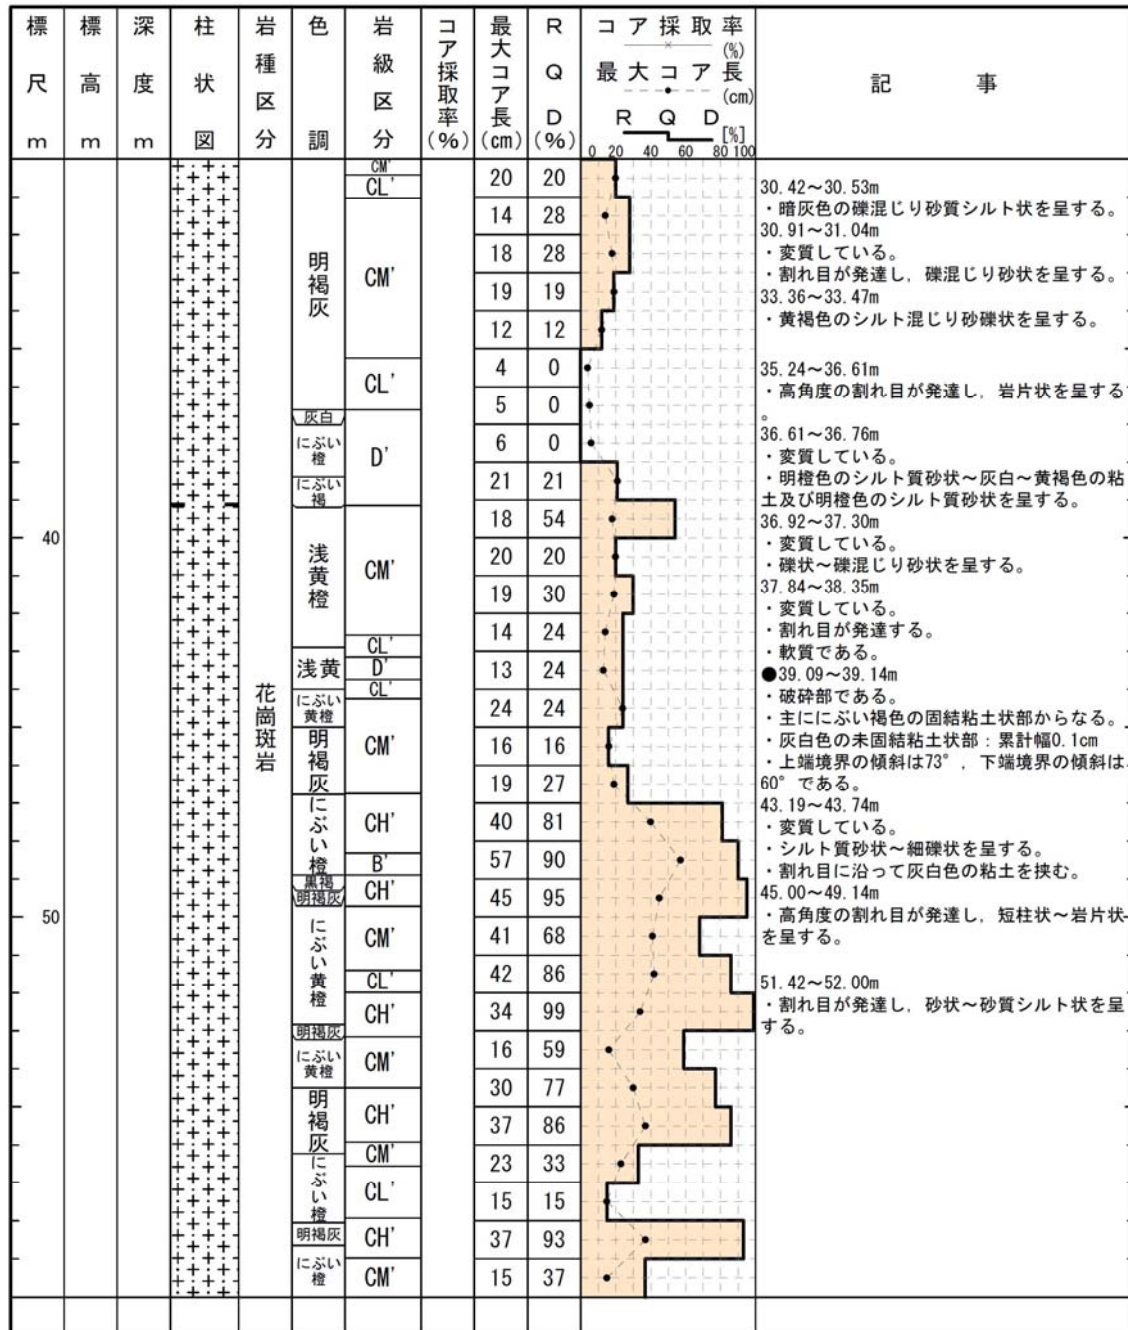 標尺m
標高m
深度m
柱状図
岩種区分
色調
岩級区分
コア採取率(%)
最大コア長(cm)
RQD(%)
コア採取率(%)
最大コア長(cm)
RQD[%]
0 20 40 60 80 100
記事
40
50
花崗斑岩
明褐灰
灰白
にぶい橙
にぶい褐
浅黄橙
浅黄
にぶい黄橙
明褐灰
にぶい橙
黒褐
明褐灰
にぶい黄橙
明褐灰
にぶい黄橙
明褐灰
にぶい橙
明褐灰
にぶい橙
CM'
CL'
CM'
CL'
D'
CM'
CL'
D'
CL'
CM'
CH'
B'
CH'
CM'
CL'
CH'
CM'
CH'
CM'
CL'
CH'
CM'
20 20
14 28
18 28
19 19
12 12
4 0
5 0
6 0
21 21
18 54
20 20
19 30
14 24
13 24
24 24
16 16
19 27
40 81
57 90
45 95
41 68
42 86
34 99
16 59
30 77
37 86
23 33
15 15
37 93
15 37
30.42～30.53m
・暗灰色の礫混じり砂質シルト状を呈する。
30.91～31.04m
・変質している。
・割れ目が発達し，礫混じり砂状を呈する。
33.36～33.47m
・黄褐色のシルト混じり砂礫状を呈する。
35.24～36.61m
・高角度の割れ目が発達し，岩片状を呈する
。
36.61～36.76m
・変質している。
・明橙色のシルト質砂状～灰白～黄褐色の粘
土及び明橙色のシルト質砂状を呈する。
36.92～37.30m
・変質している。
・礫状～礫混じり砂状を呈する。
37.84～38.35m
・変質している。
・割れ目が発達する。
・軟質である。
●39.09～39.14m
・破砕部である。
・主ににぶい褐色の固結粘土状部からなる。
・灰白色の未固結粘土状部：累計幅0.1cm
・上端境界の傾斜は73°，下端境界の傾斜は
60°である。
43.19～43.74m
・変質している。
・シルト質砂状～細礫状を呈する。
・割れ目に沿って灰白色の粘土を挟む。
45.00～49.14m
・高角度の割れ目が発達し，短柱状～岩片状
を呈する。
51.42～52.00m
・割れ目が発達し，砂状～砂質シルト状を呈
する。